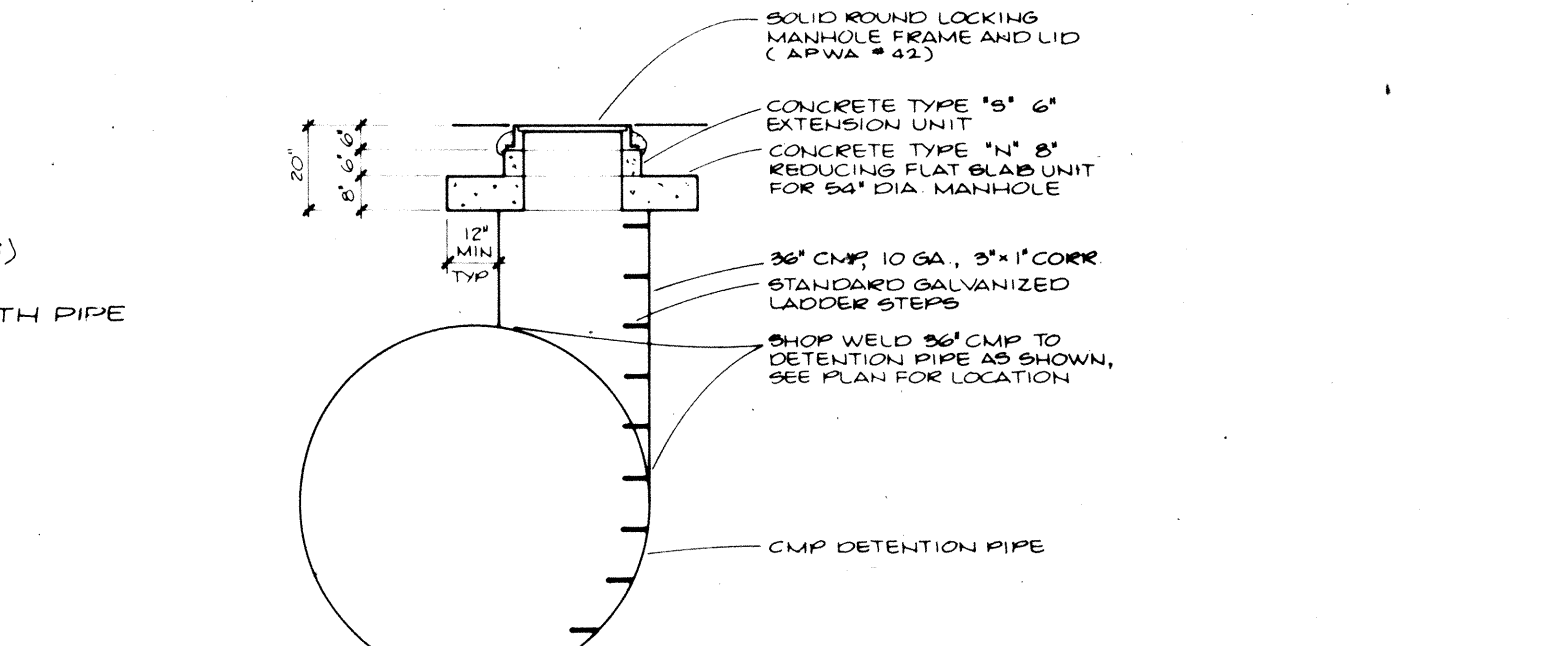 SOLID ROUND LOCKING
MANHOLE FRAME AND LID
( APWA # 42)
CONCRETE TYPE "S" 6"
EXTENSION UNIT
CONCRETE TYPE "N" 8"
REDUCING FLAT SLAB UNIT
FOR 54" DIA. MANHOLE
20"
6"
6"
8"
12"
MIN
TYP
36" CMP, 10 GA., 3" x 1" CORR.
STANDARD GALVANIZED
LADDER STEPS
TH PIPE
SHOP WELD 36" CMP TO
DETENTION PIPE AS SHOWN,
SEE PLAN FOR LOCATION
CMP DETENTION PIPE